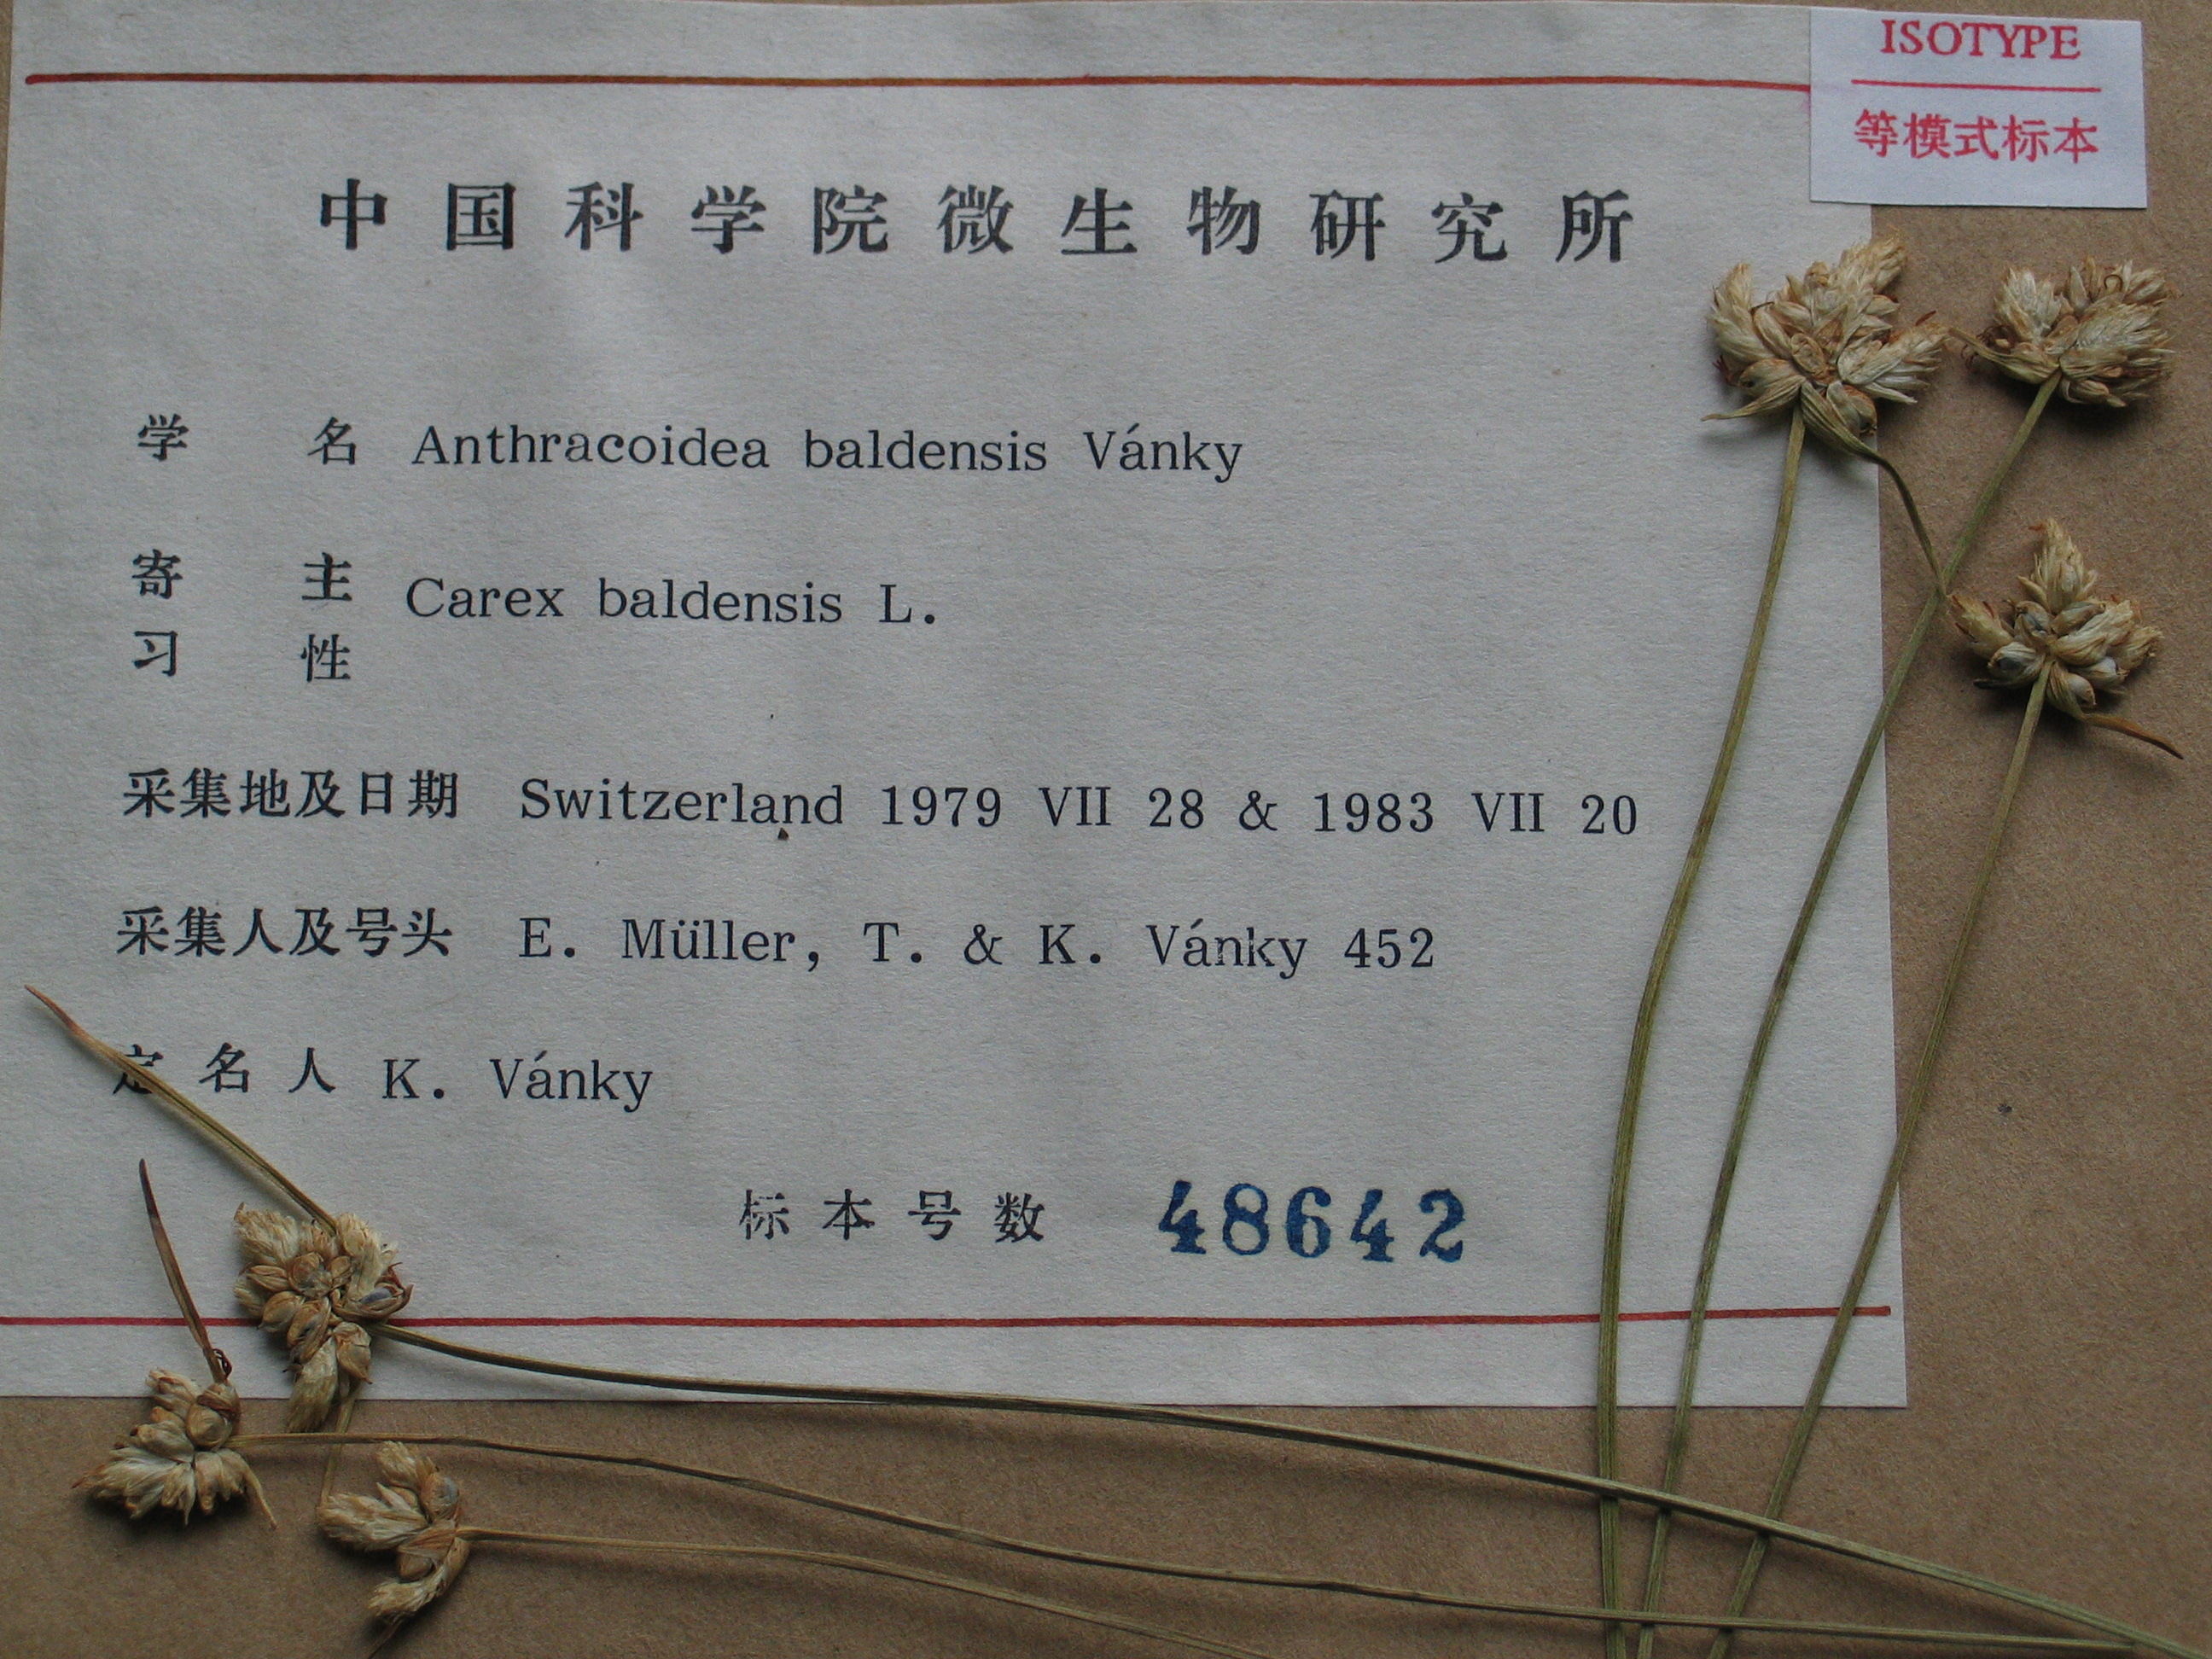 ISOTYPE
等模式标本
中国科学院微生物研究所
学名 Anthracoidea baldensis Vánky
寄主 Carex baldensis L.
习性
采集地及日期 Switzerland 1979 VII 28 & 1983 VII 20
采集人及号头 E. Müller, T. & K. Vánky 452
定名人 K. Vánky
标本号数 48642